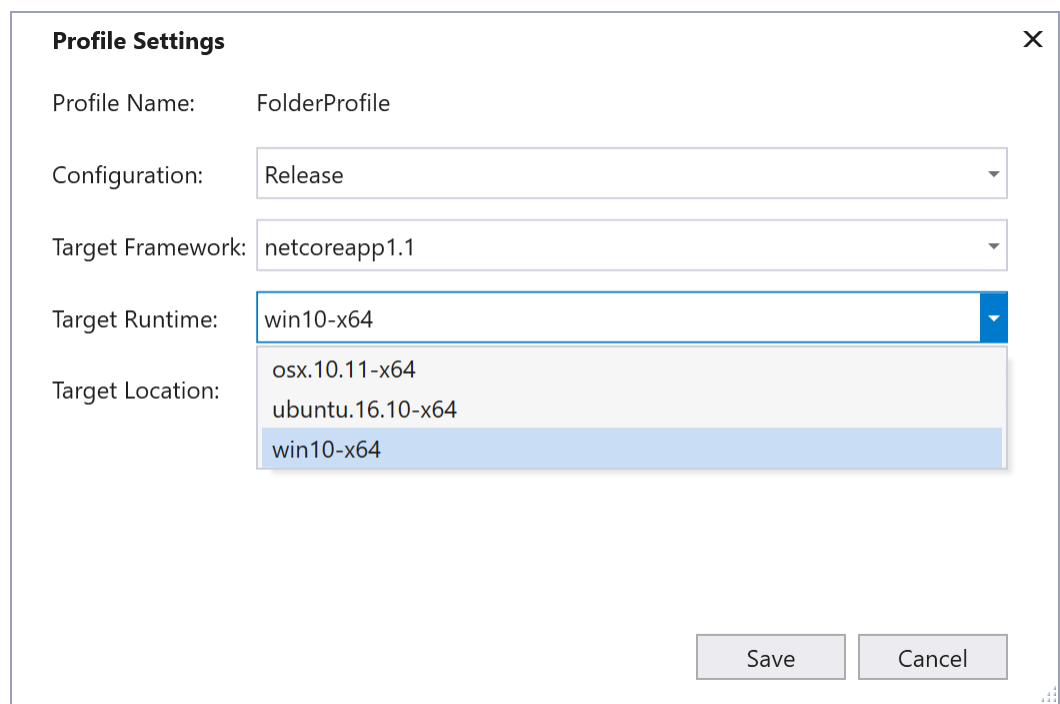 Profile Settings
Profile Name: FolderProfile
Configuration: Release
Target Framework: netcoreapp1.1
Target Runtime: win10-x64
osx.10.11-x64
Target Location:
ubuntu.16.10-x64
win10-x64
Save Cancel